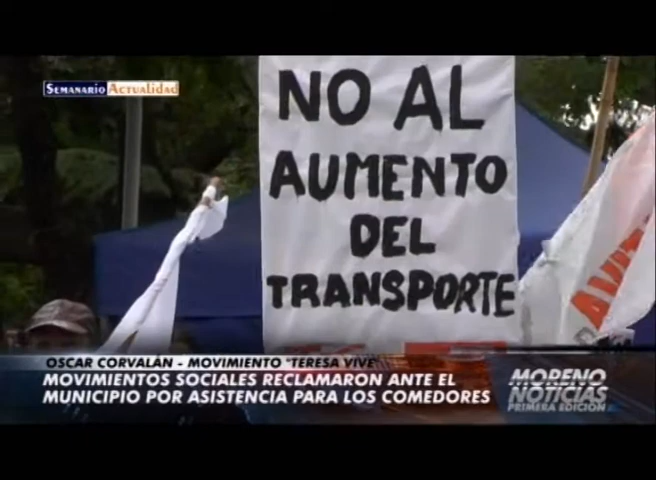 SEMANARIO ACTUALIDAD
NO AL
AUMENTO
DEL
TRANSPORTE
OSCAR CORVALÁN - MOVIMIENTO "TERESA VIVE"
MOVIMIENTOS SOCIALES RECLAMARON ANTE EL
MUNICIPIO POR ASISTENCIA PARA LOS COMEDORES
MORENO
NOTICIAS
PRIMERA EDICIÓN